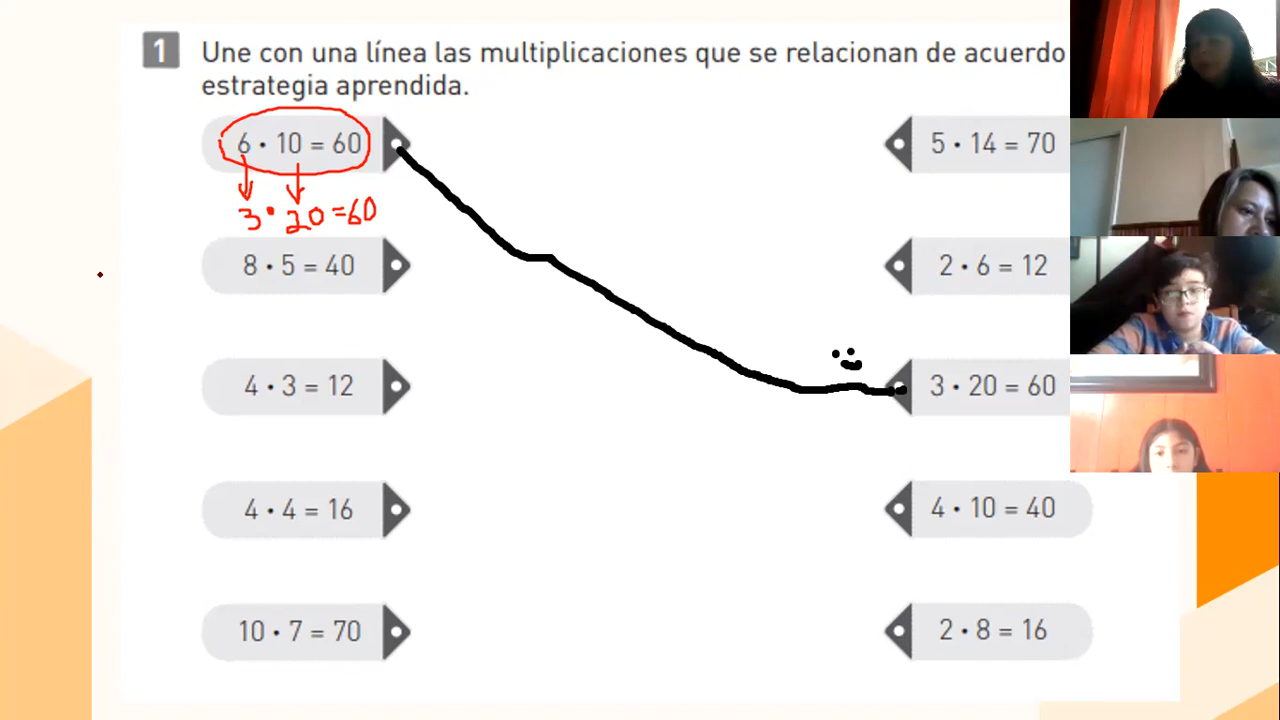 1 Une con una línea las multiplicaciones que se relacionan de acuerdo
estrategia aprendida.
6 · 10 = 60
3 · 20 = 60
8 · 5 = 40
4 · 3 = 12
4 · 4 = 16
10 · 7 = 70
5 · 14 = 70
2 · 6 = 12
3 · 20 = 60
4 · 10 = 40
2 · 8 = 16